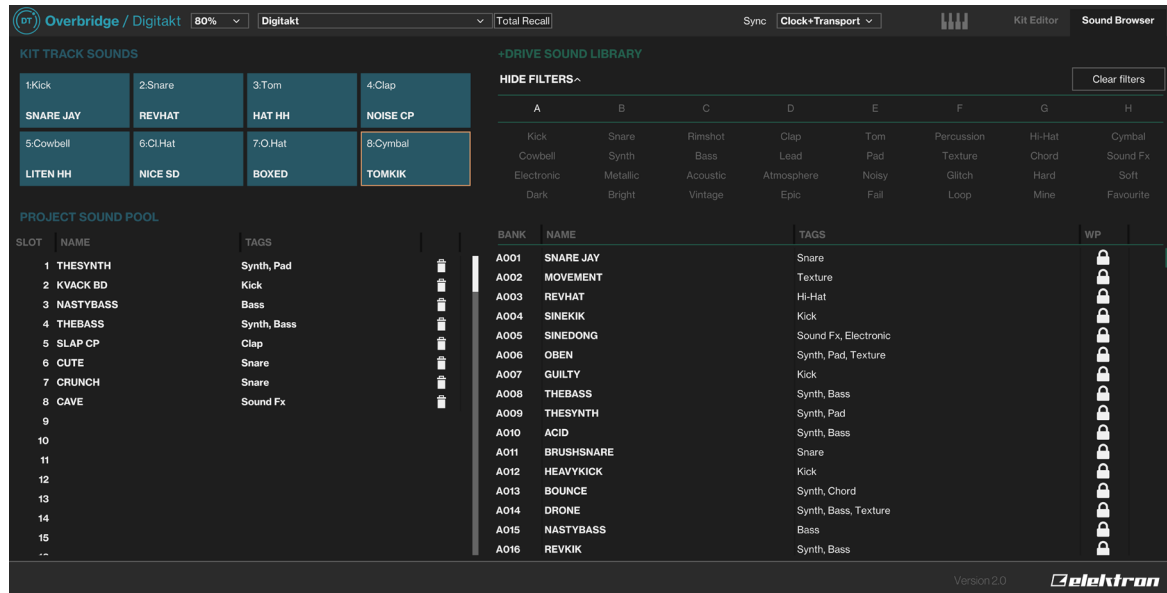 DT Overbridge / Digitakt 80% Digitakt Total Recall Sync Clock+Transport Kit Editor Sound Browser
KIT TRACK SOUNDS
1:Kick 2:Snare 3:Tom 4:Clap
SNARE JAY REVHAT HAT HH NOISE CP
5:Cowbell 6:Cl.Hat 7:O.Hat 8:Cymbal
LITEN HH NICE SD BOXED TOMKIK
PROJECT SOUND POOL
SLOT NAME TAGS
1 THESYNTH Synth, Pad
2 KVACK BD Kick
3 NASTYBASS Bass
4 THEBASS Synth, Bass
5 SLAP CP Clap
6 CUTE Snare
7 CRUNCH Snare
8 CAVE Sound Fx
9
10
11
12
13
14
15
+DRIVE SOUND LIBRARY
HIDE FILTERS Clear filters
A B C D E F G H
Kick Snare Rimshot Clap Tom Percussion Hi-Hat Cymbal
Cowbell Synth Bass Lead Pad Texture Chord Sound Fx
Electronic Metallic Acoustic Atmosphere Noisy Glitch Hard Soft
Dark Bright Vintage Epic Fail Loop Mine Favourite
BANK NAME TAGS WP
A001 SNARE JAY Snare
A002 MOVEMENT Texture
A003 REVHAT Hi-Hat
A004 SINEKIK Kick
A005 SINEDONG Sound Fx, Electronic
A006 OBEN Synth, Pad, Texture
A007 GUILTY Kick
A008 THEBASS Synth, Bass
A009 THESYNTH Synth, Pad
A010 ACID Synth, Bass
A011 BRUSHSNARE Snare
A012 HEAVYKICK Kick
A013 BOUNCE Synth, Chord
A014 DRONE Synth, Bass, Texture
A015 NASTYBASS Bass
A016 REVKIK Synth, Bass
Version 2.0 elektron